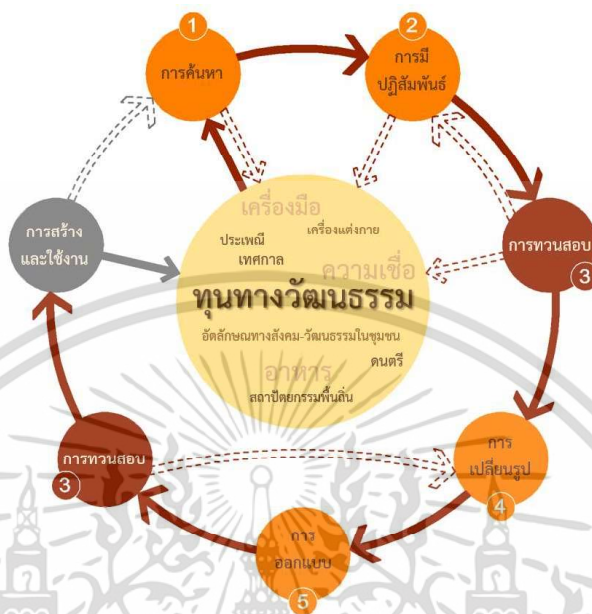 1
การค้นหา
2
การมี
ปฏิสัมพันธ์
การทวนสอบ
3
การ
เปลี่ยนรูป
4
การ
ออกแบบ
5
การทวนสอบ
3
การสร้าง
และใช้งาน
เครื่องมือ
ประเพณี
เครื่องแต่งกาย
เทศกาล
ความเชื่อ
ทุนทางวัฒนธรรม
อัตลักษณทางสังคม-วัฒนธรรมในชุมชน
อาหาร
ดนตรี
สถาปัตยกรรมพื้นถิ่น